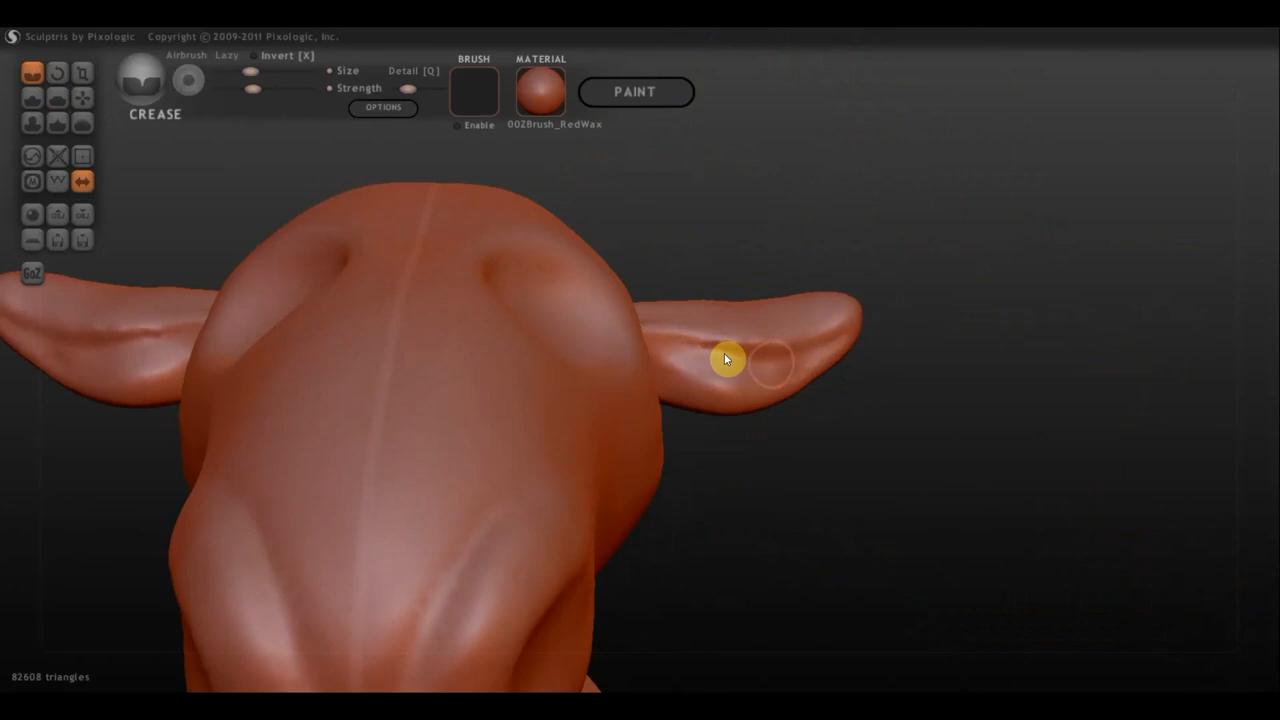 Sculptris by Pixologic Copyright © 2009-2011 Pixologic, Inc.
Airbrush Lazy Invert [X]
Size Detail [Q]
Strength
OPTIONS
CREASE
BRUSH
Enable
MATERIAL
00ZBrush_RedWax
PAINT
GoZ
82608 triangles